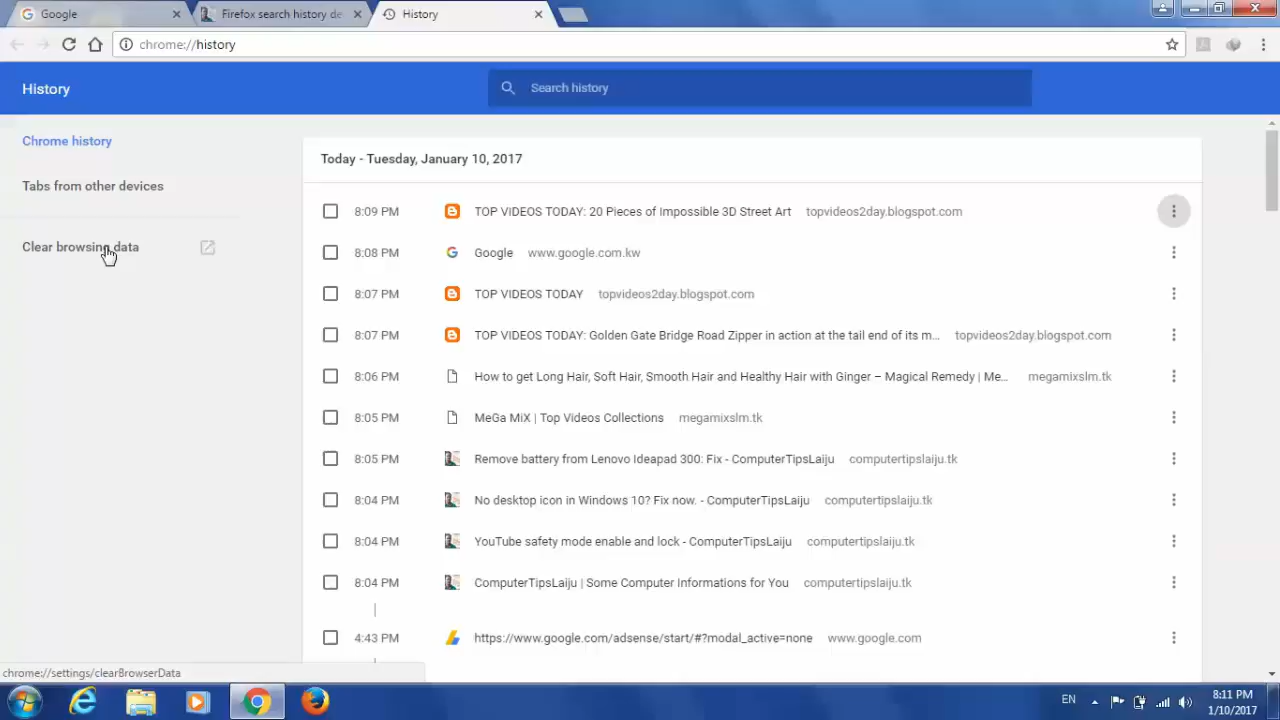 Google
Firefox search history de
History
chrome://history
History
Search history
Chrome history
Tabs from other devices
Clear browsing data
Today - Tuesday, January 10, 2017
8:09 PM TOP VIDEOS TODAY: 20 Pieces of Impossible 3D Street Art topvideos2day.blogspot.com
8:08 PM Google www.google.com.kw
8:07 PM TOP VIDEOS TODAY topvideos2day.blogspot.com
8:07 PM TOP VIDEOS TODAY: Golden Gate Bridge Road Zipper in action at the tail end of its m... topvideos2day.blogspot.com
8:06 PM How to get Long Hair, Soft Hair, Smooth Hair and Healthy Hair with Ginger – Magical Remedy | Me... megamixslm.tk
8:05 PM MeGa MiX | Top Videos Collections megamixslm.tk
8:05 PM Remove battery from Lenovo Ideapad 300: Fix - ComputerTipsLaiju computertipslaiju.tk
8:04 PM No desktop icon in Windows 10? Fix now. - ComputerTipsLaiju computertipslaiju.tk
8:04 PM YouTube safety mode enable and lock - ComputerTipsLaiju computertipslaiju.tk
8:04 PM ComputerTipsLaiju | Some Computer Informations for You computertipslaiju.tk
4:43 PM https://www.google.com/adsense/start/#?modal_active=none www.google.com
chrome://settings/clearBrowserData
EN
8:11 PM
1/10/2017